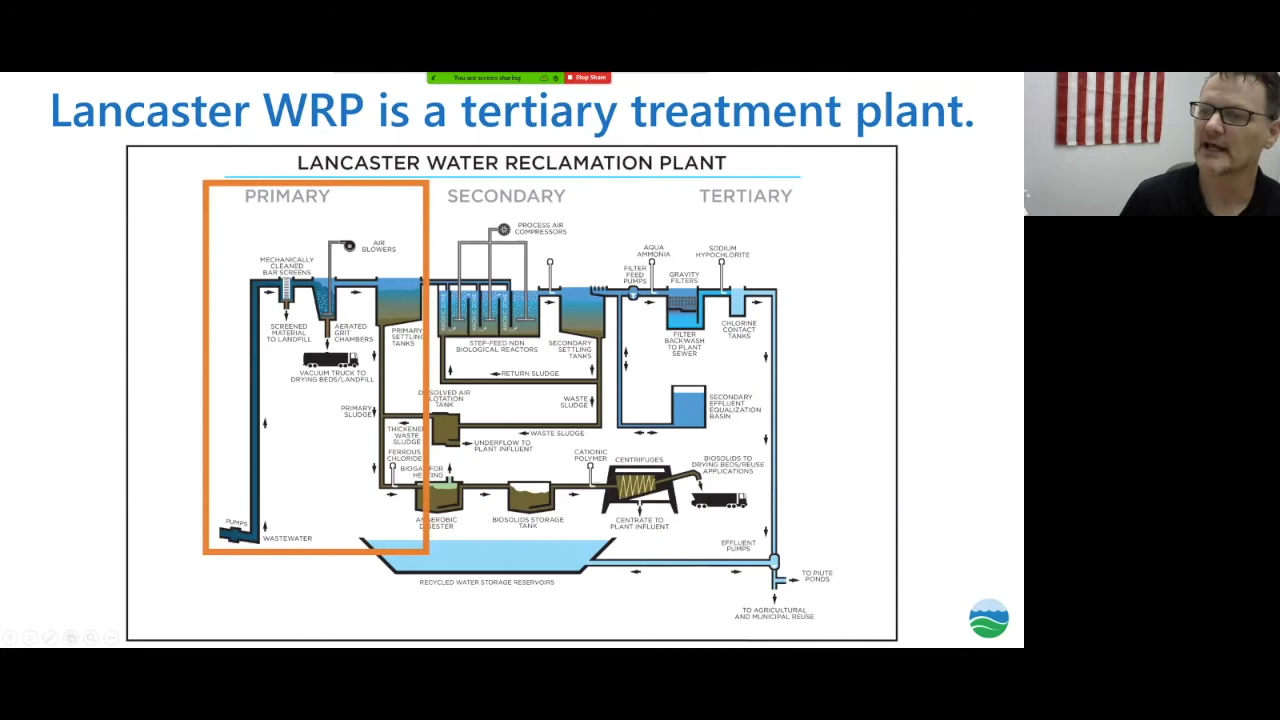 You are screen sharing
Stop Share
Lancaster WRP is a tertiary treatment plant.
LANCASTER WATER RECLAMATION PLANT
PRIMARY
SECONDARY
TERTIARY
PROCESS AIR
COMPRESSORS
AIR
BLOWERS
MECHANICALLY
CLEANED
BAR SCREENS
AQUA
AMMONIA
SODIUM
HYPOCHLORITE
FILTER
FEED
PUMPS
GRAVITY
FILTERS
SCREENED
MATERIAL
TO LANDFILL
AERATED
GRIT
CHAMBERS
PRIMARY
SETTLING
TANKS
STEP-FEED NDN
BIOLOGICAL REACTORS
SECONDARY
SETTLING
TANKS
FILTER
BACKWASH
TO PLANT
SEWER
CHLORINE
CONTACT
TANKS
VACUUM TRUCK TO
DRYING BEDS/LANDFILL
RETURN SLUDGE
DISSOLVED AIR
FLOTATION
TANK
WASTE
SLUDGE
SECONDARY
EFFLUENT
EQUALIZATION
BASIN
PRIMARY
SLUDGE
THICKENED
WASTE
SLUDGE
WASTE SLUDGE
UNDERFLOW TO
PLANT INFLUENT
FERROUS
CHLORIDE
BIOGAS FOR
HEATING
CATIONIC
POLYMER
CENTRIFUGES
BIOSOLIDS TO
DRYING BEDS/REUSE
APPLICATIONS
PUMPS
WASTEWATER
ANAEROBIC
DIGESTER
BIOSOLIDS STORAGE
TANK
CENTRATE TO
PLANT INFLUENT
EFFLUENT
PUMPS
RECYCLED WATER STORAGE RESERVOIRS
TO PIUTE
PONDS
TO AGRICULTURAL
AND MUNICIPAL REUSE